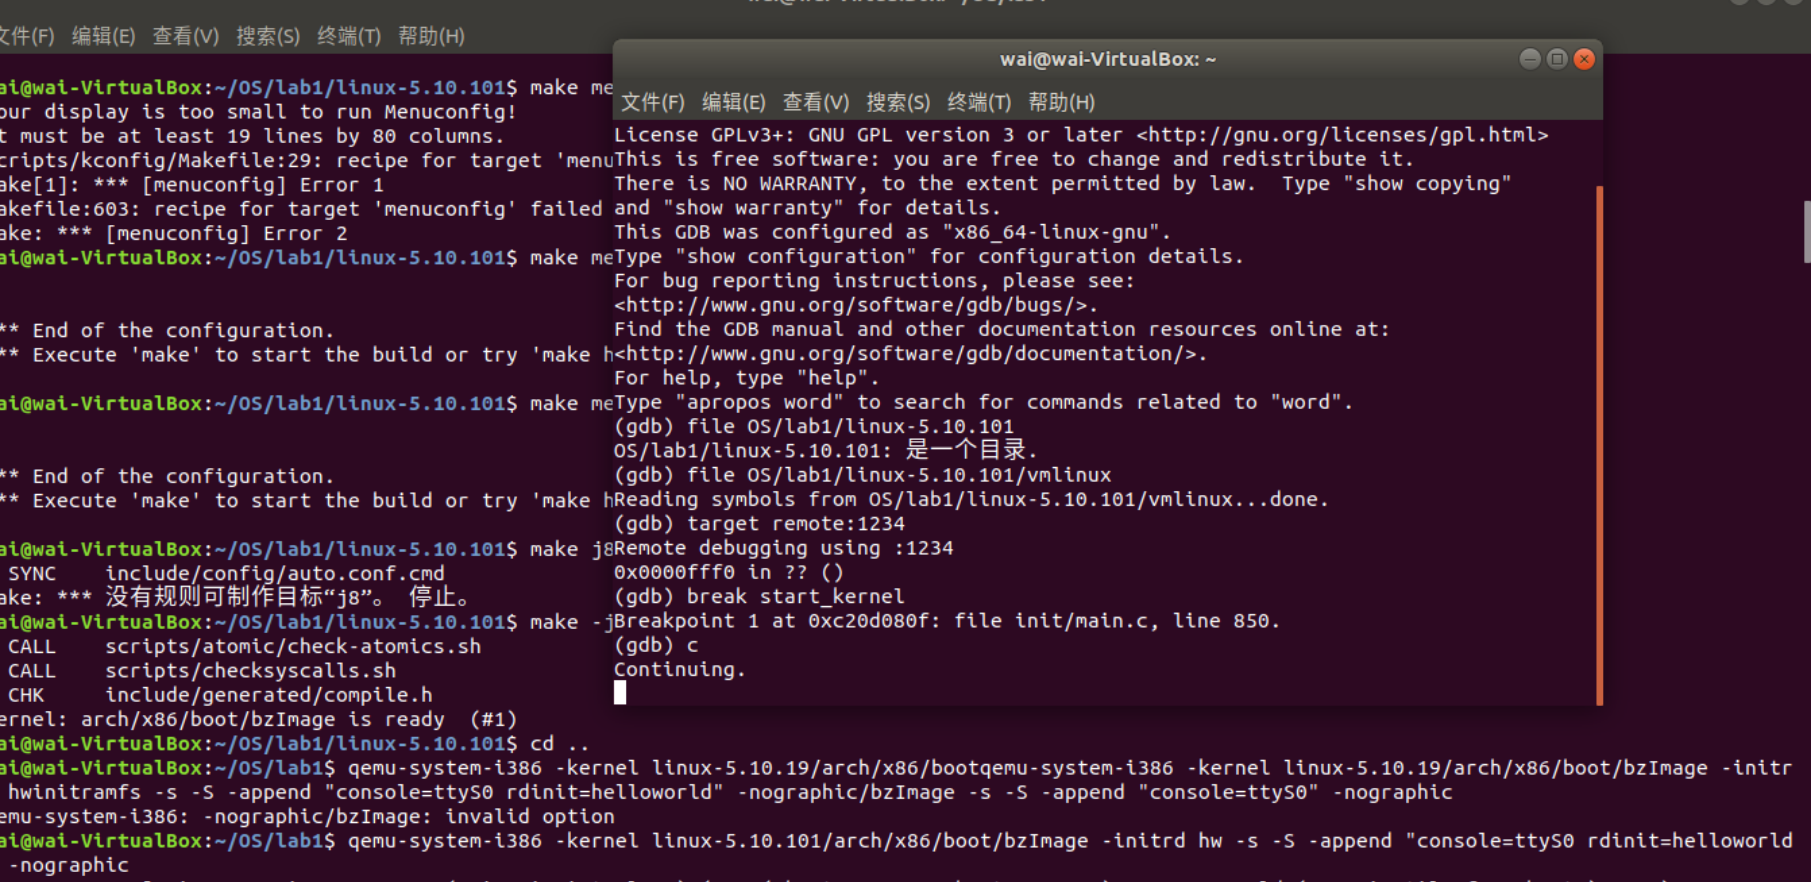 文件(F) 编辑(E) 查看(V) 搜索(S) 终端(T) 帮助(H)
ai@wai-VirtualBox:~/OS/lab1/linux-5.10.101$ make me
our display is too small to run Menuconfig!
t must be at least 19 lines by 80 columns.
cripts/kconfig/Makefile:29: recipe for target 'menu
ake[1]: *** [menuconfig] Error 1
akefile:603: recipe for target 'menuconfig' failed
ake: *** [menuconfig] Error 2
ai@wai-VirtualBox:~/OS/lab1/linux-5.10.101$ make me
** End of the configuration.
** Execute 'make' to start the build or try 'make h
ai@wai-VirtualBox:~/OS/lab1/linux-5.10.101$ make me
** End of the configuration.
** Execute 'make' to start the build or try 'make h
ai@wai-VirtualBox:~/OS/lab1/linux-5.10.101$ make j8
SYNC    include/config/auto.conf.cmd
ake: *** 没有规则可制作目标“j8”。 停止。
ai@wai-VirtualBox:~/OS/lab1/linux-5.10.101$ make -j
CALL    scripts/atomic/check-atomics.sh
CALL    scripts/checksyscalls.sh
CHK     include/generated/compile.h
ernel: arch/x86/boot/bzImage is ready  (#1)
ai@wai-VirtualBox:~/OS/lab1/linux-5.10.101$ cd ..
ai@wai-VirtualBox:~/OS/lab1$ qemu-system-i386 -kernel linux-5.10.19/arch/x86/bootqemu-system-i386 -kernel linux-5.10.19/arch/x86/boot/bzImage -initr
hwinitramfs -s -S -append "console=ttyS0 rdinit=helloworld" -nographic/bzImage -s -S -append "console=ttyS0" -nographic
emu-system-i386: -nographic/bzImage: invalid option
ai@wai-VirtualBox:~/OS/lab1$ qemu-system-i386 -kernel linux-5.10.101/arch/x86/boot/bzImage -initrd hw -s -S -append "console=ttyS0 rdinit=helloworld
-nographic
wai@wai-VirtualBox: ~
文件(F) 编辑(E) 查看(V) 搜索(S) 终端(T) 帮助(H)
License GPLv3+: GNU GPL version 3 or later <http://gnu.org/licenses/gpl.html>
This is free software: you are free to change and redistribute it.
There is NO WARRANTY, to the extent permitted by law.  Type "show copying"
and "show warranty" for details.
This GDB was configured as "x86_64-linux-gnu".
Type "show configuration" for configuration details.
For bug reporting instructions, please see:
<http://www.gnu.org/software/gdb/bugs/>.
Find the GDB manual and other documentation resources online at:
<http://www.gnu.org/software/gdb/documentation/>.
For help, type "help".
Type "apropos word" to search for commands related to "word".
(gdb) file OS/lab1/linux-5.10.101
OS/lab1/linux-5.10.101: 是一个目录.
(gdb) file OS/lab1/linux-5.10.101/vmlinux
Reading symbols from OS/lab1/linux-5.10.101/vmlinux...done.
(gdb) target remote:1234
Remote debugging using :1234
0x0000fff0 in ?? ()
(gdb) break start_kernel
Breakpoint 1 at 0xc20d080f: file init/main.c, line 850.
(gdb) c
Continuing.